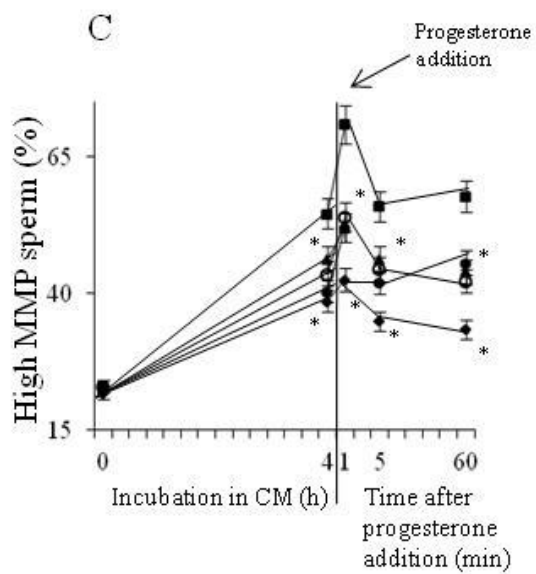 C
Progesterone
addition
High MMP sperm (%)
65
40
15
*
*
*
*
*
*
*
*
0
4
1
5
60
Incubation in CM (h)
Time after
progesterone
addition (min)